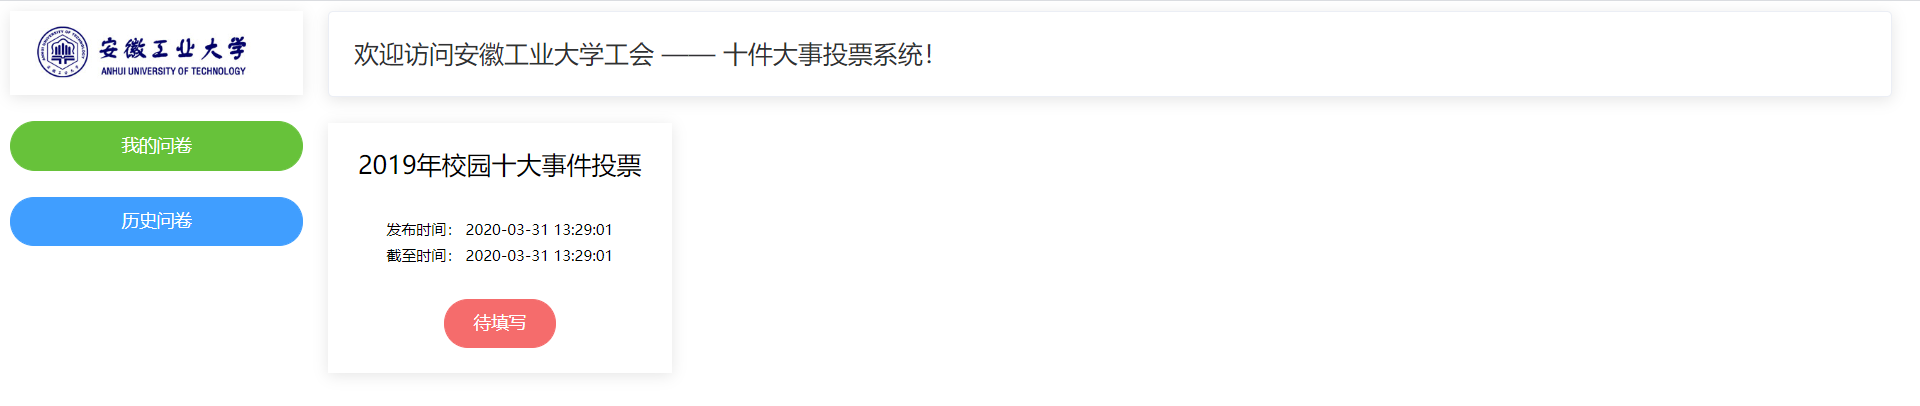 安徽工业大学
ANHUI UNIVERSITY OF TECHNOLOGY
我的问卷
历史问卷
欢迎访问安徽工业大学工会 —— 十件大事投票系统！
2019年校园十大事件投票
发布时间： 2020-03-31 13:29:01
截至时间： 2020-03-31 13:29:01
待填写